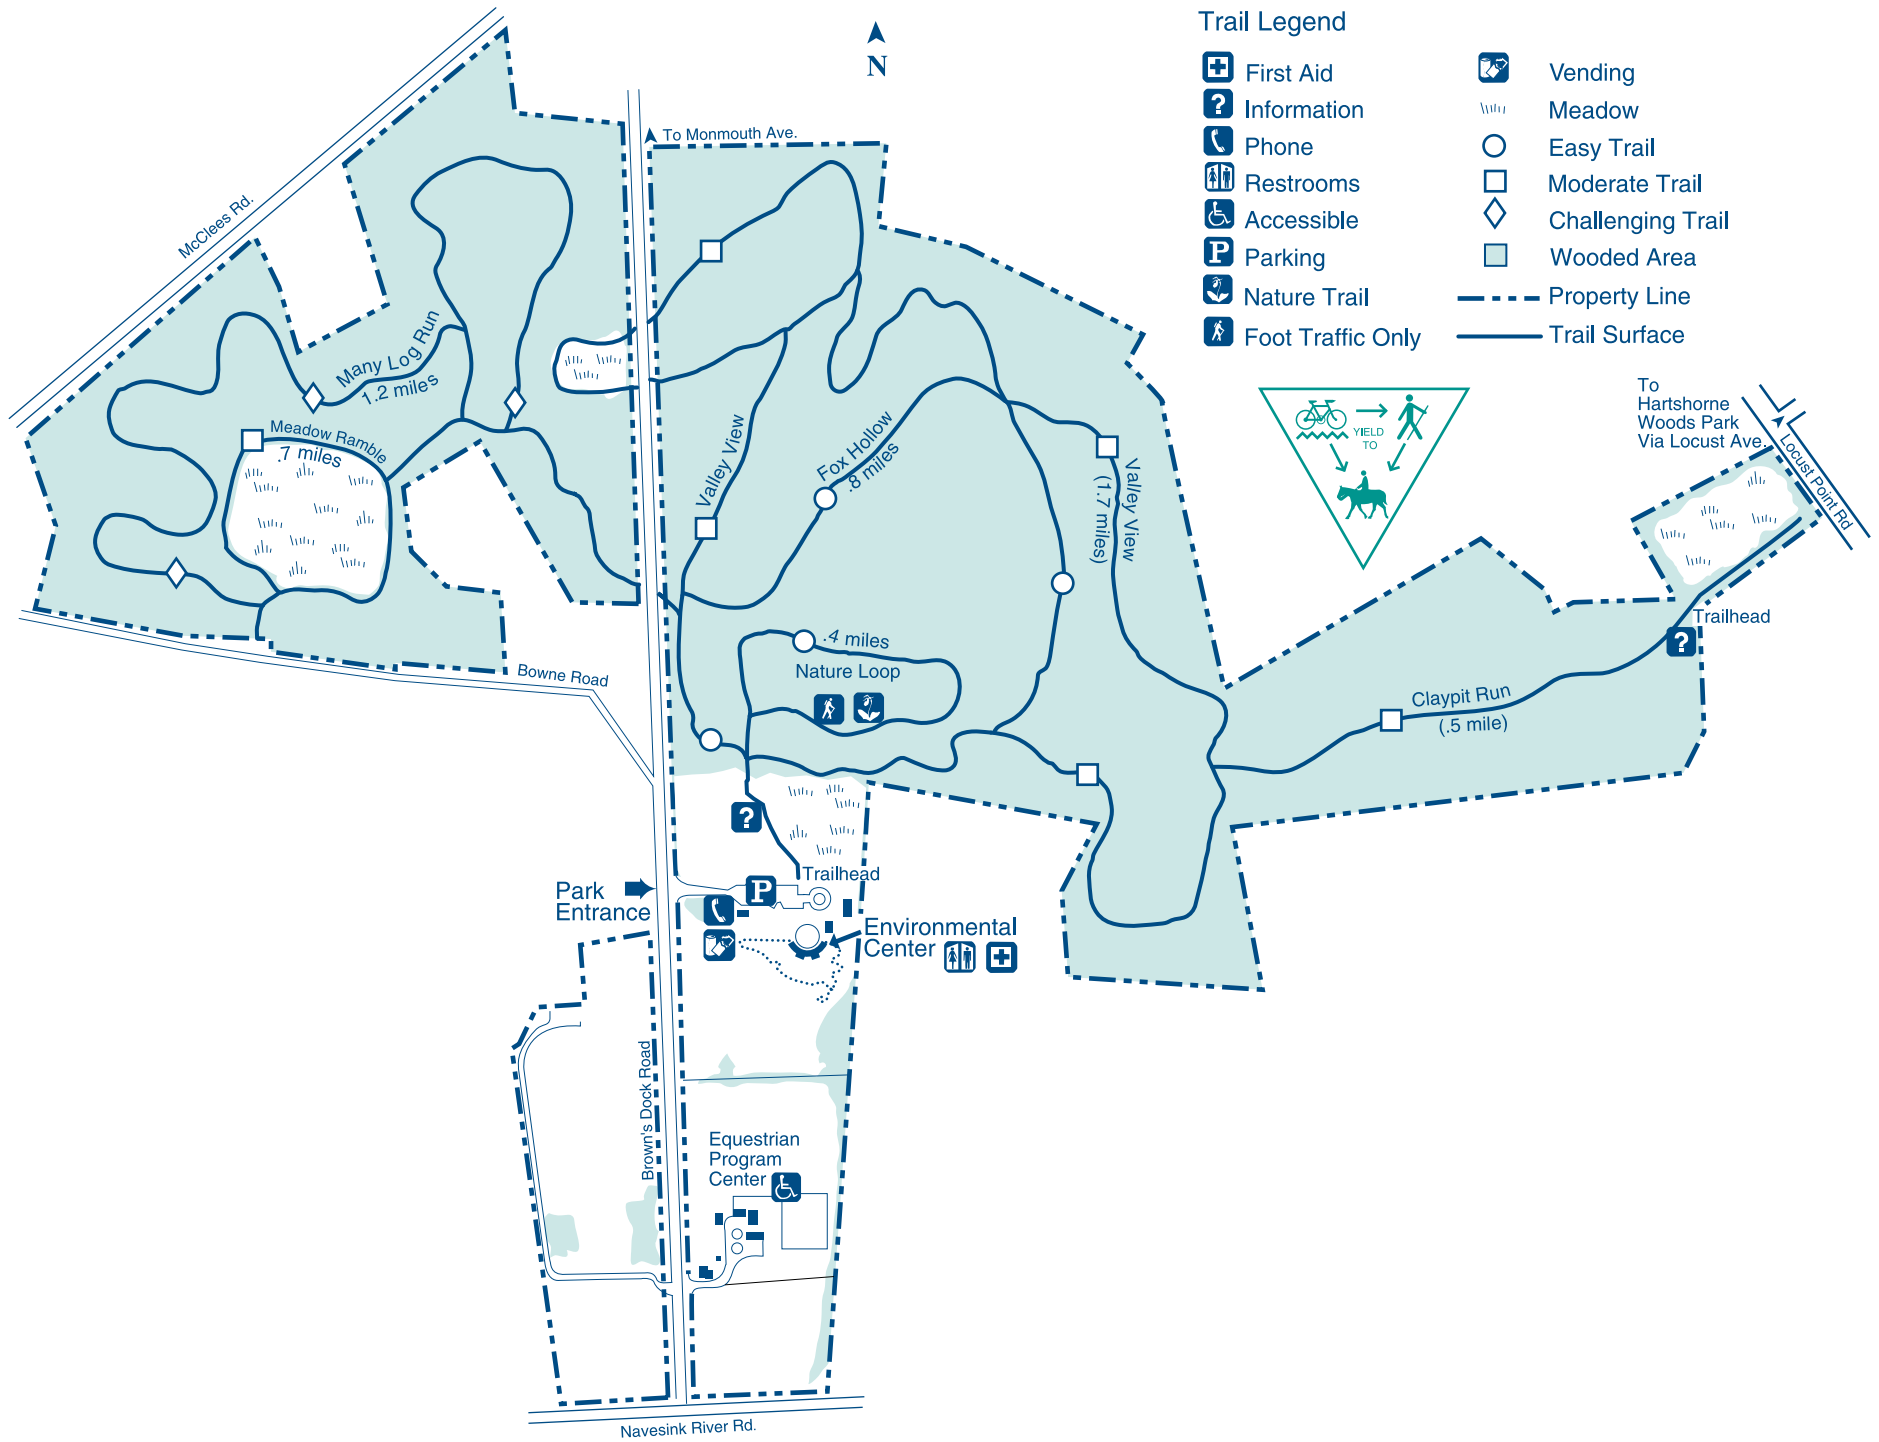 Trail Legend
First Aid
Information
Phone
Restrooms
Accessible
P Parking
Nature Trail
Foot Traffic Only
Vending
Meadow
Easy Trail
Moderate Trail
Challenging Trail
Wooded Area
Property Line
Trail Surface
N
To Monmouth Ave.
McClees Rd.
Many Log Run
1.2 miles
Meadow Ramble
.7 miles
Valley View
Fox Hollow
.8 miles
Valley View
(1.7 miles)
YIELD
TO
To
Hartshorne
Woods Park
Via Locust Ave.
Locust Point Rd
Trailhead
?
Claypit Run
(.5 mile)
.4 miles
Nature Loop
Bowne Road
?
Trailhead
Park
Entrance
P
Environmental
Center
Brown's Dock Road
Equestrian
Program
Center
Navesink River Rd.